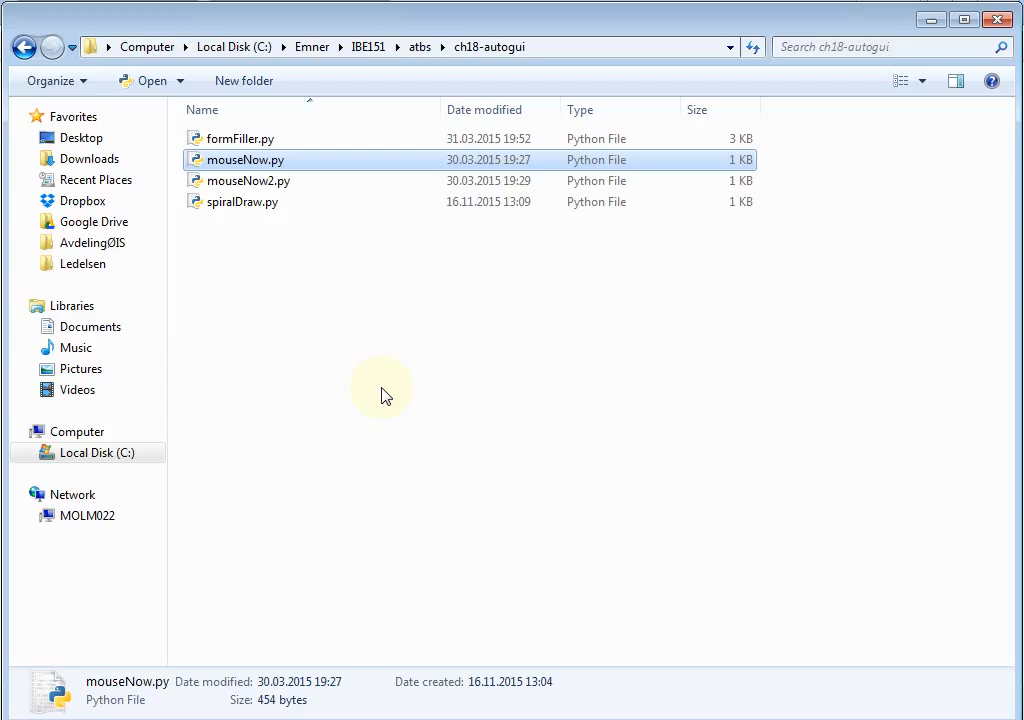 Computer Local Disk (C:) Emner IBE151 atbs ch18-autogui Search ch18-autogui
Organize Open New folder
Name Date modified Type Size
formFiller.py 31.03.2015 19:52 Python File 3 KB
mouseNow.py 30.03.2015 19:27 Python File 1 KB
mouseNow2.py 30.03.2015 19:29 Python File 1 KB
spiralDraw.py 16.11.2015 13:09 Python File 1 KB
Favorites
Desktop
Downloads
Recent Places
Dropbox
Google Drive
AvdelingØIS
Ledelsen
Libraries
Documents
Music
Pictures
Videos
Computer
Local Disk (C:)
Network
MOLM022
mouseNow.py Date modified: 30.03.2015 19:27 Date created: 16.11.2015 13:04
Python File Size: 454 bytes